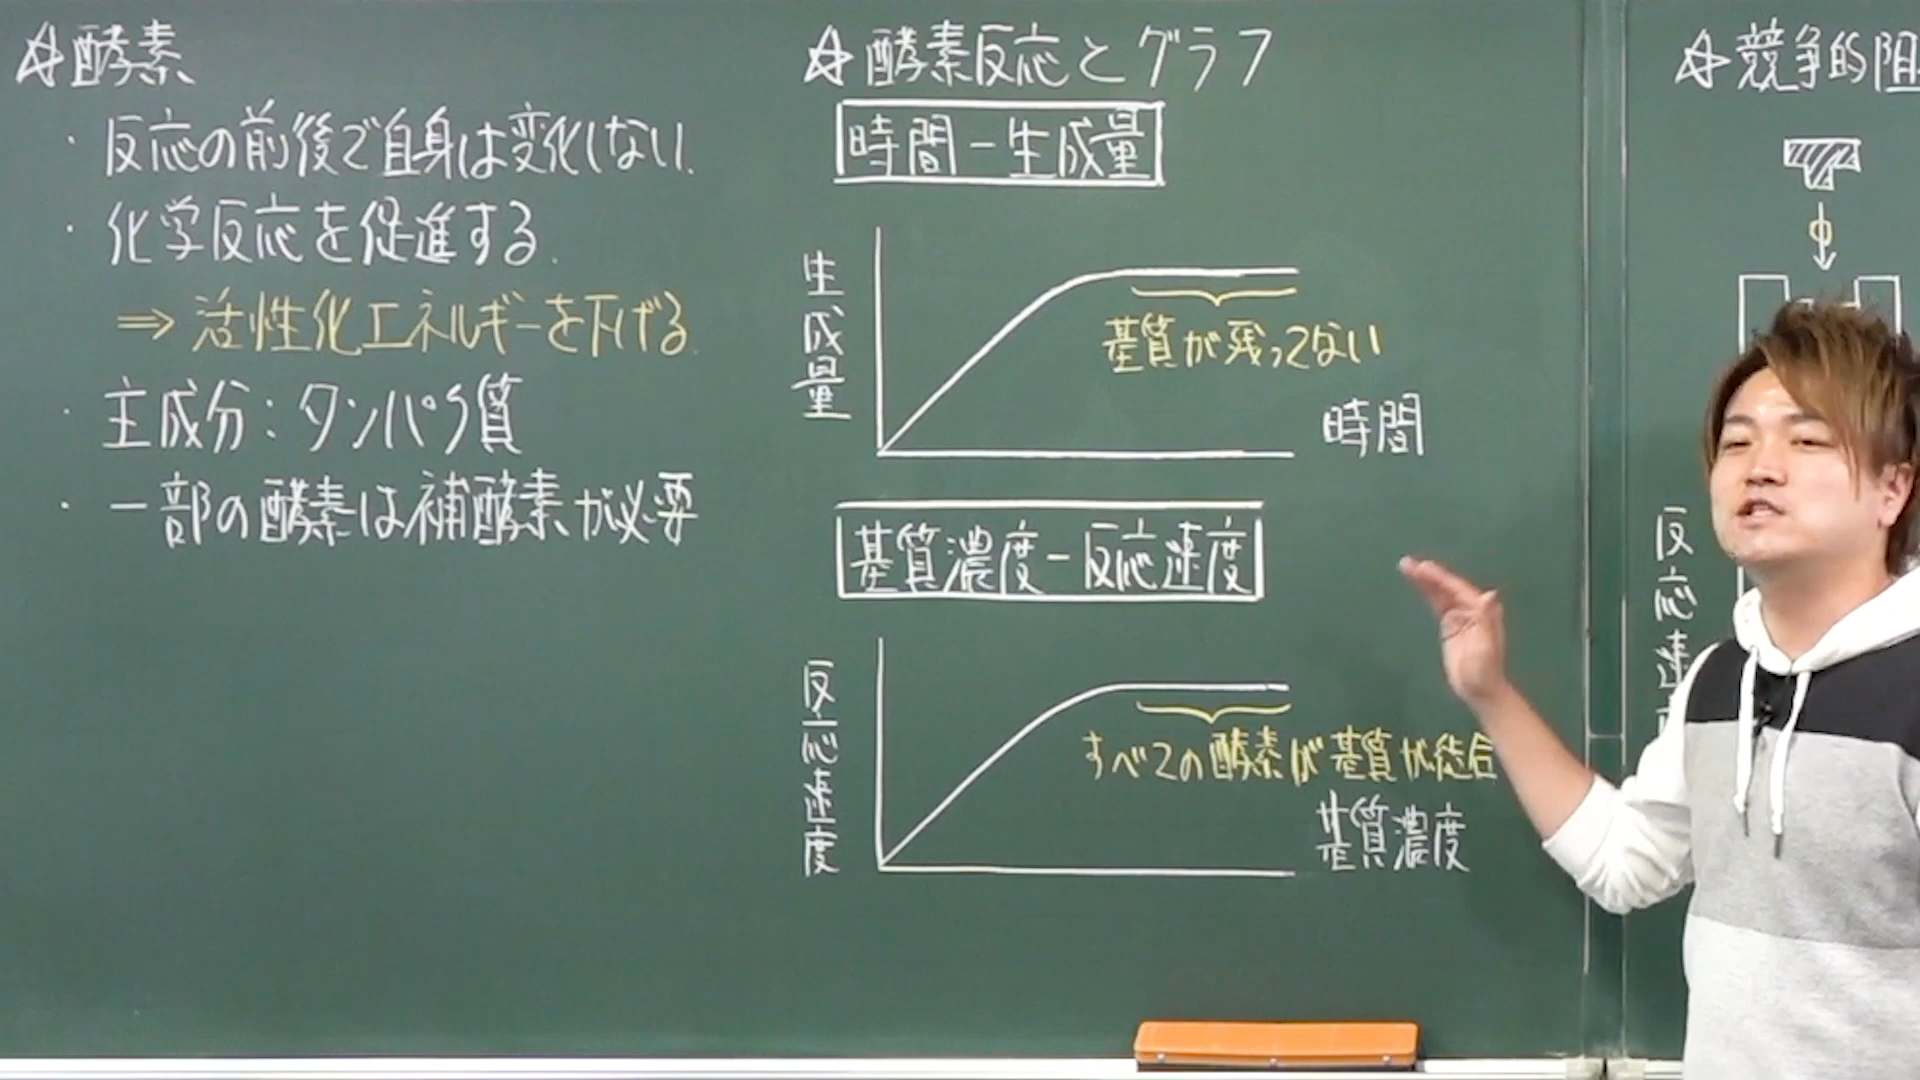 ☆酵素
・反応の前後で自身は変化しない.
・化学反応を促進する.
⇒ 活性化エネルギーを下げる.
・主成分：タンパク質
・一部の酵素は補酵素が必要
☆酵素反応とグラフ
時間－生成量
生成量
基質が残ってない
時間
基質濃度－反応速度
反応速度
すべての酵素が基質が結合
基質濃度
☆競争的阻
反応速